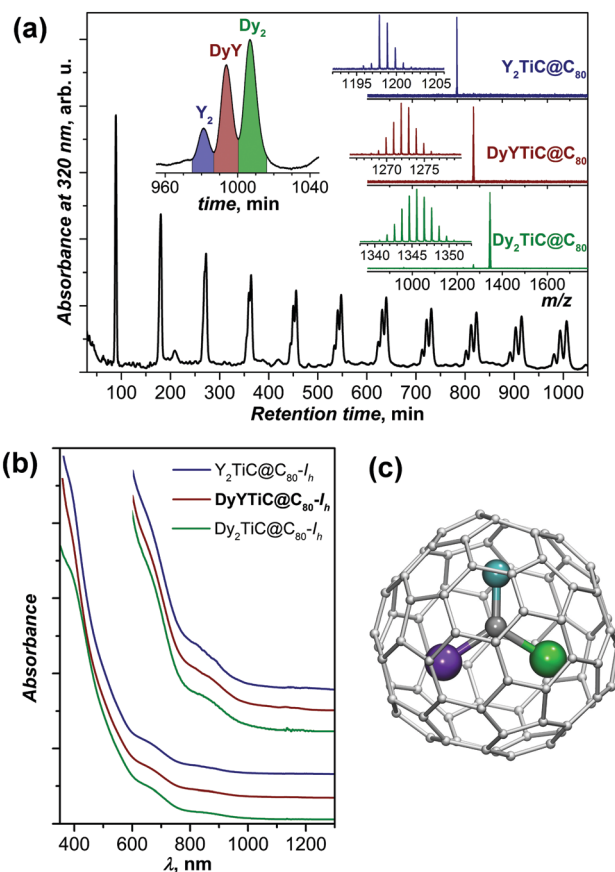 (a)
Absorbance at 320 nm, arb. u.
Y₂
DyY
Dy₂
960 1000 1040
time, min
1195 1200 1205
Y₂TiC@C₈₀
1270 1275
DyYTiC@C₈₀
1340 1345 1350
Dy₂TiC@C₈₀
1000 1200 1400 1600
m/z
100 200 300 400 500 600 700 800 900 1000
Retention time, min
(b)
Absorbance
Y₂TiC@C₈₀-Iₕ
DyYTiC@C₈₀-Iₕ
Dy₂TiC@C₈₀-Iₕ
400 600 800 1000 1200
λ, nm
(c)